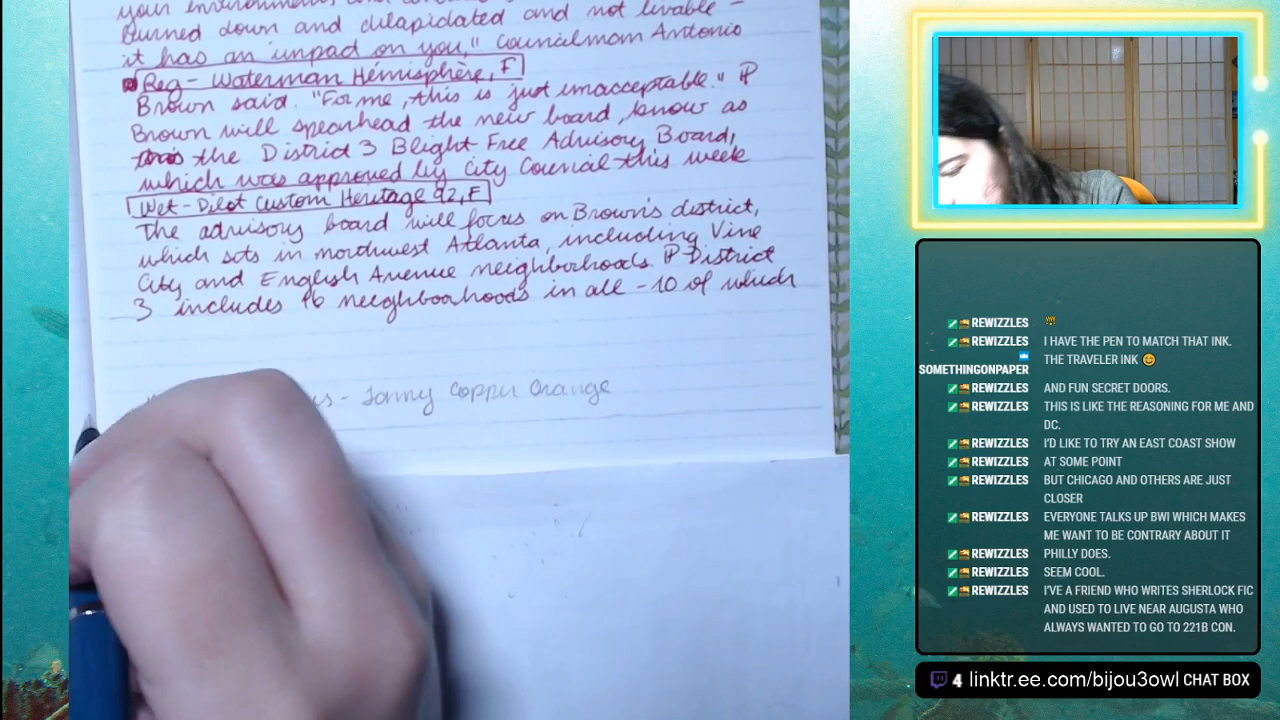 your environment
burned down and dilapidated and not livable -
it has an unpad on you," Councilmom Antonio
Reg - Waterman Hémisphère, F
Brown said. "For me, this is just unacceptable." ¶
Brown will spearhead the new board, know as
the District 3 Blight-Free Advisory Board,
which was approved by City Council this week
Wet - Pilot Custom Heritage 92, F
The advisory board will focus on Brown's district,
which sots in northwest Atlanta, including Vine
City and English Avenue neighborhoods. ¶ District
3 includes 16 neighboorhoods in all - 10 of which
- Tommy Copper Orange
REWIZZLES
REWIZZLES I HAVE THE PEN TO MATCH THAT INK.
SOMETHINGONPAPER THE TRAVELER INK
REWIZZLES AND FUN SECRET DOORS.
REWIZZLES THIS IS LIKE THE REASONING FOR ME AND
DC.
REWIZZLES I'D LIKE TO TRY AN EAST COAST SHOW
REWIZZLES AT SOME POINT
REWIZZLES BUT CHICAGO AND OTHERS ARE JUST
CLOSER
REWIZZLES EVERYONE TALKS UP BWI WHICH MAKES
ME WANT TO BE CONTRARY ABOUT IT
REWIZZLES PHILLY DOES.
REWIZZLES SEEM COOL.
REWIZZLES I'VE A FRIEND WHO WRITES SHERLOCK FIC
AND USED TO LIVE NEAR AUGUSTA WHO
ALWAYS WANTED TO GO TO 221B CON.
4 linktr.ee.com/bijou3owl CHAT BOX